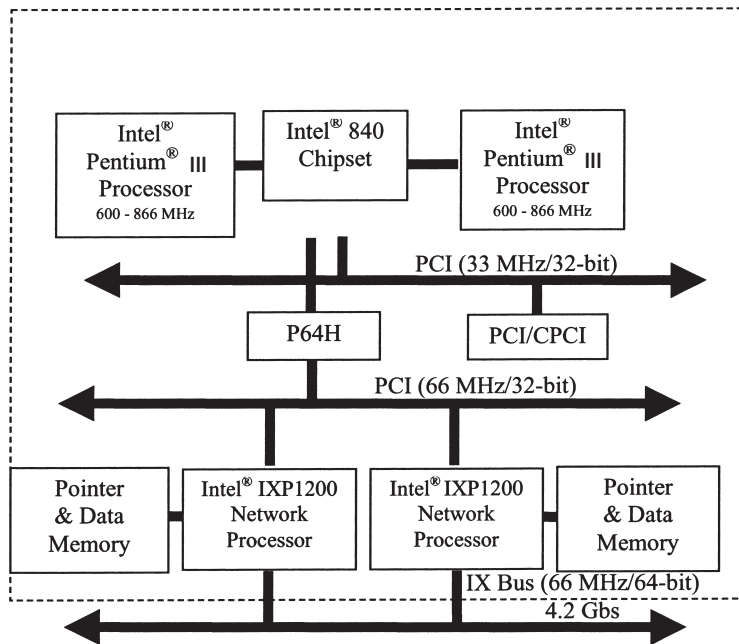 Intel® Pentium® III Processor
600 - 866 MHz
Intel® 840
Chipset
Intel®
Pentium® III
Processor
600 - 866 MHz
PCI (33 MHz/32-bit)
P64H
PCI/CPCI
PCI (66 MHz/32-bit)
Pointer
& Data
Memory
Intel® IXP1200
Network
Processor
Intel® IXP1200
Network
Processor
Pointer
& Data
Memory
IX Bus (66 MHz/64-bit)
4.2 Gbs